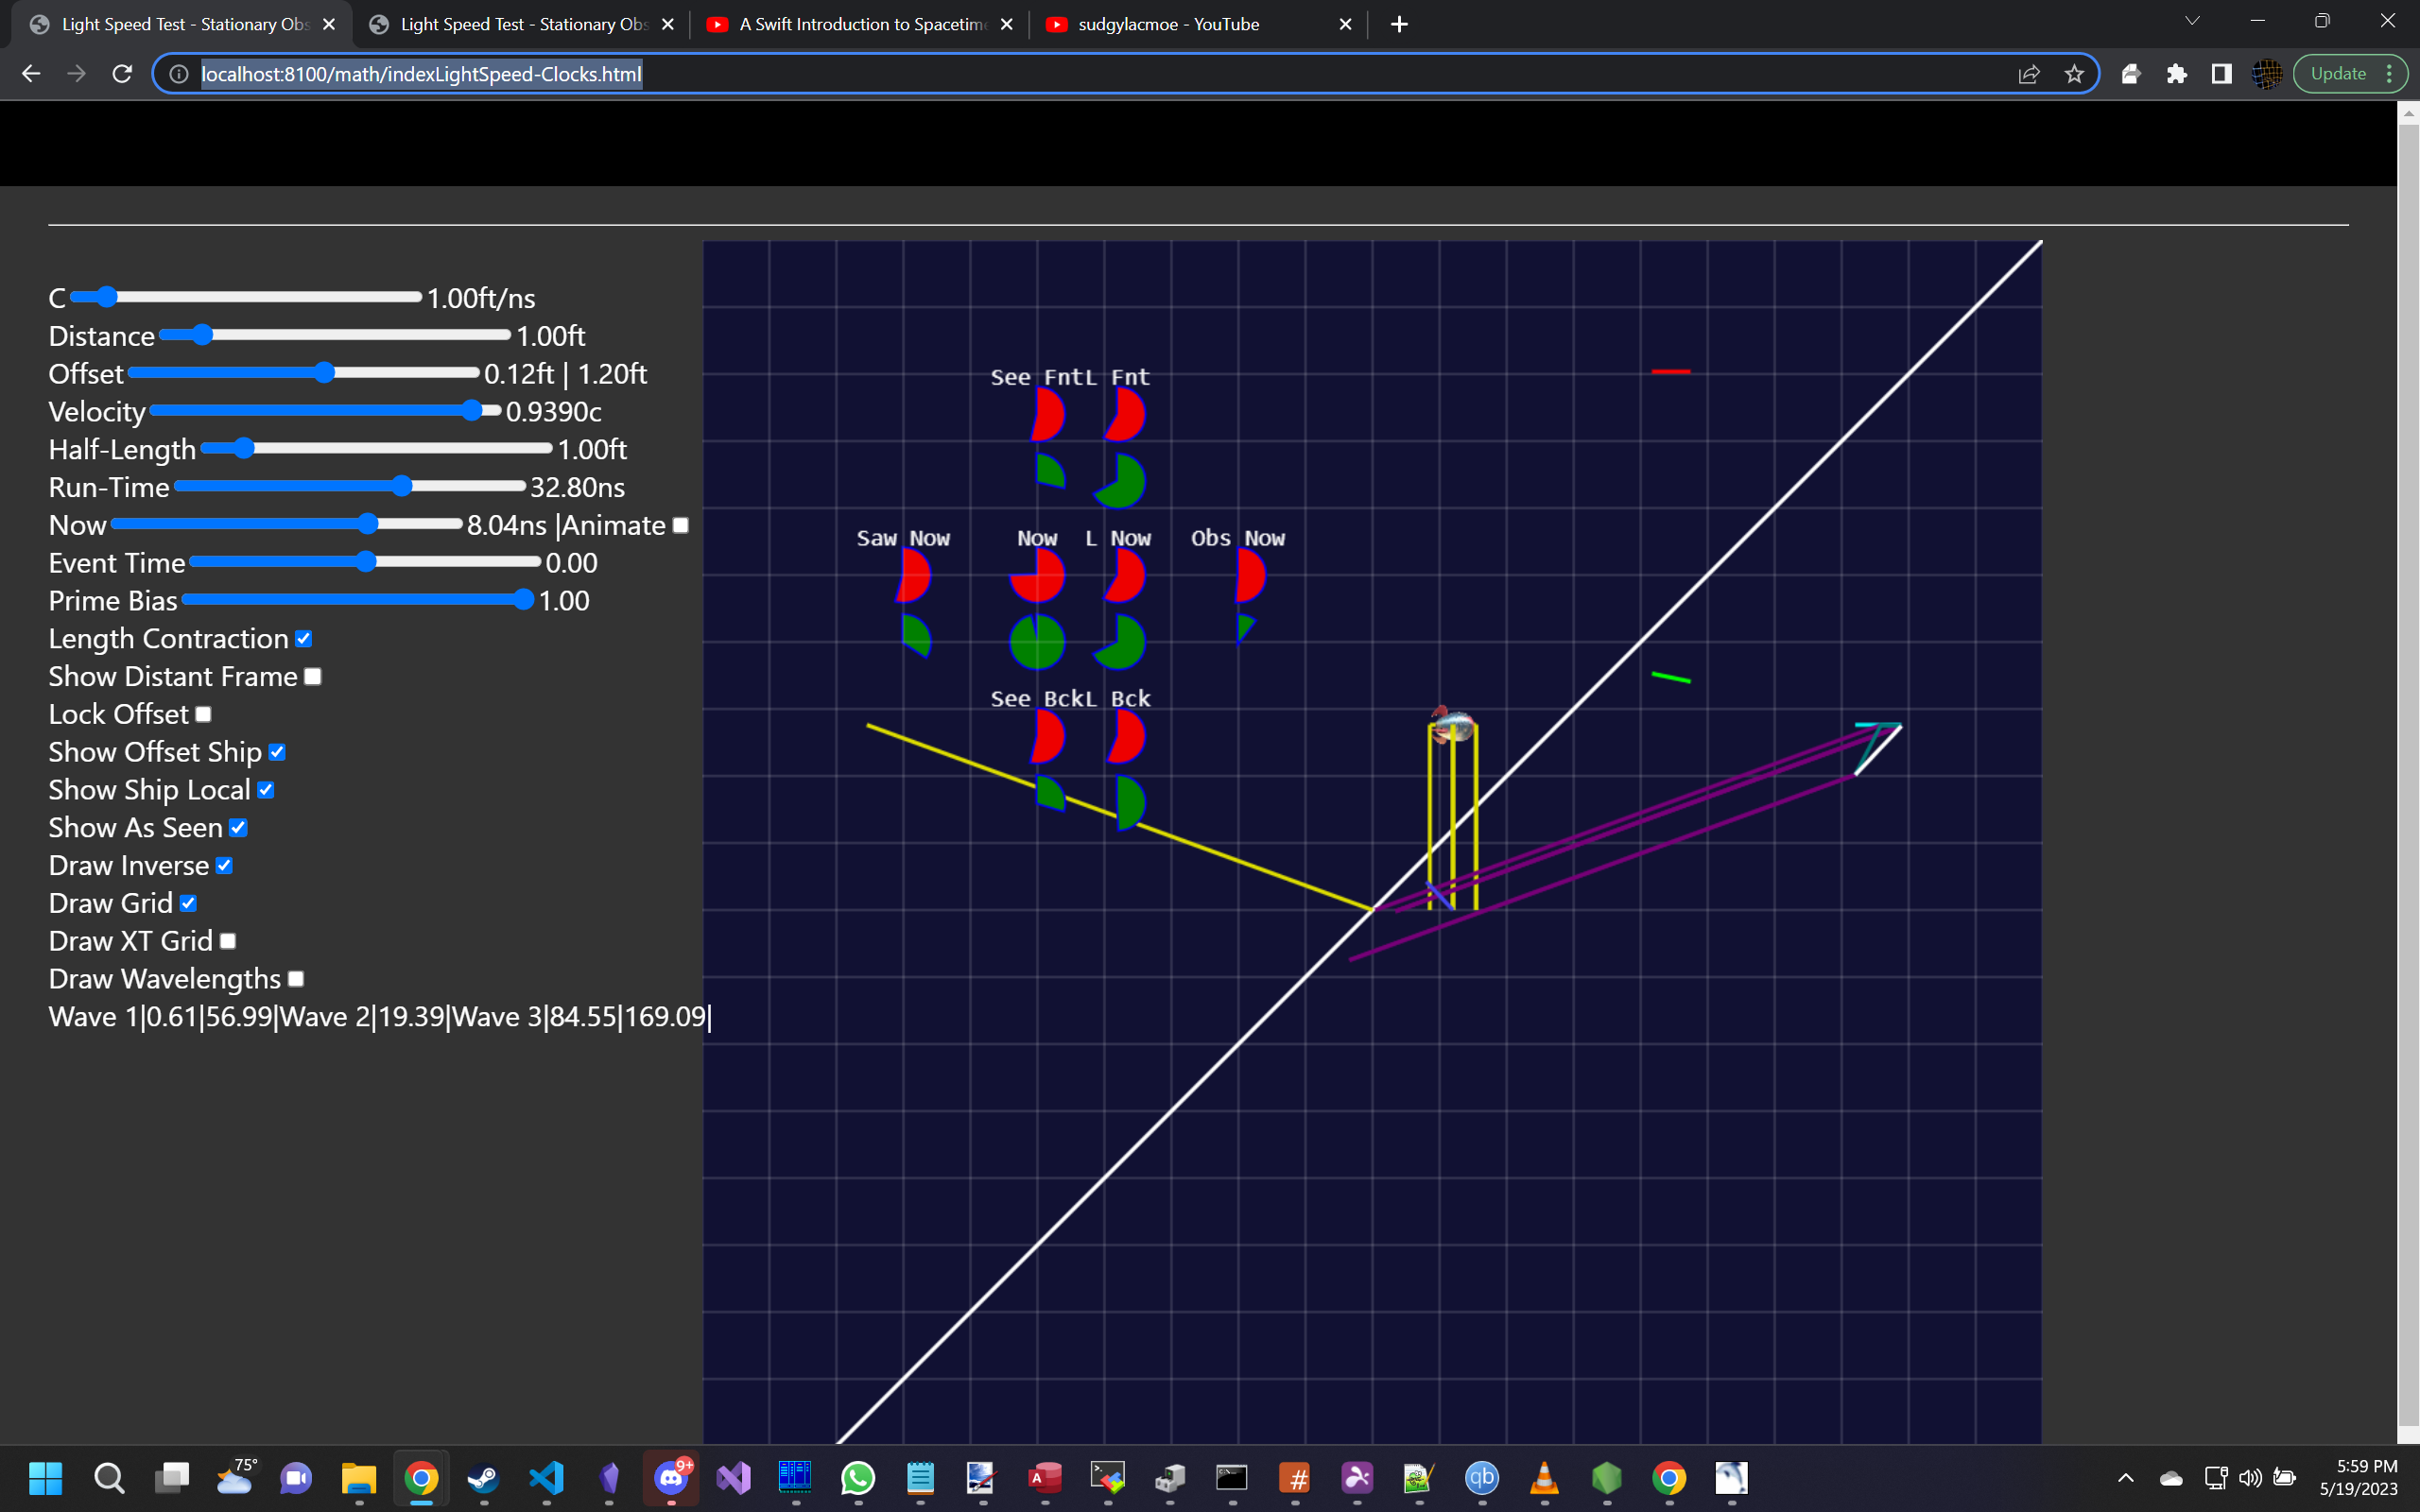 Light Speed Test - Stationary Obs
Light Speed Test - Stationary Obs
A Swift Introduction to Spacetime
sudgylacmoe - YouTube
localhost:8100/math/indexLightSpeed-Clocks.html
Update
C 1.00ft/ns
Distance 1.00ft
Offset 0.12ft | 1.20ft
Velocity 0.9390c
Half-Length 1.00ft
Run-Time 32.80ns
Now 8.04ns |Animate
Event Time 0.00
Prime Bias 1.00
Length Contraction
Show Distant Frame
Lock Offset
Show Offset Ship
Show Ship Local
Show As Seen
Draw Inverse
Draw Grid
Draw XT Grid
Draw Wavelengths
Wave 1|0.61|56.99|Wave 2|19.39|Wave 3|84.55|169.09|
See Fnt L Fnt
Saw Now Now L Now Obs Now
See Bck L Bck
75°
9+
A
#
qb
5:59 PM
5/19/2023